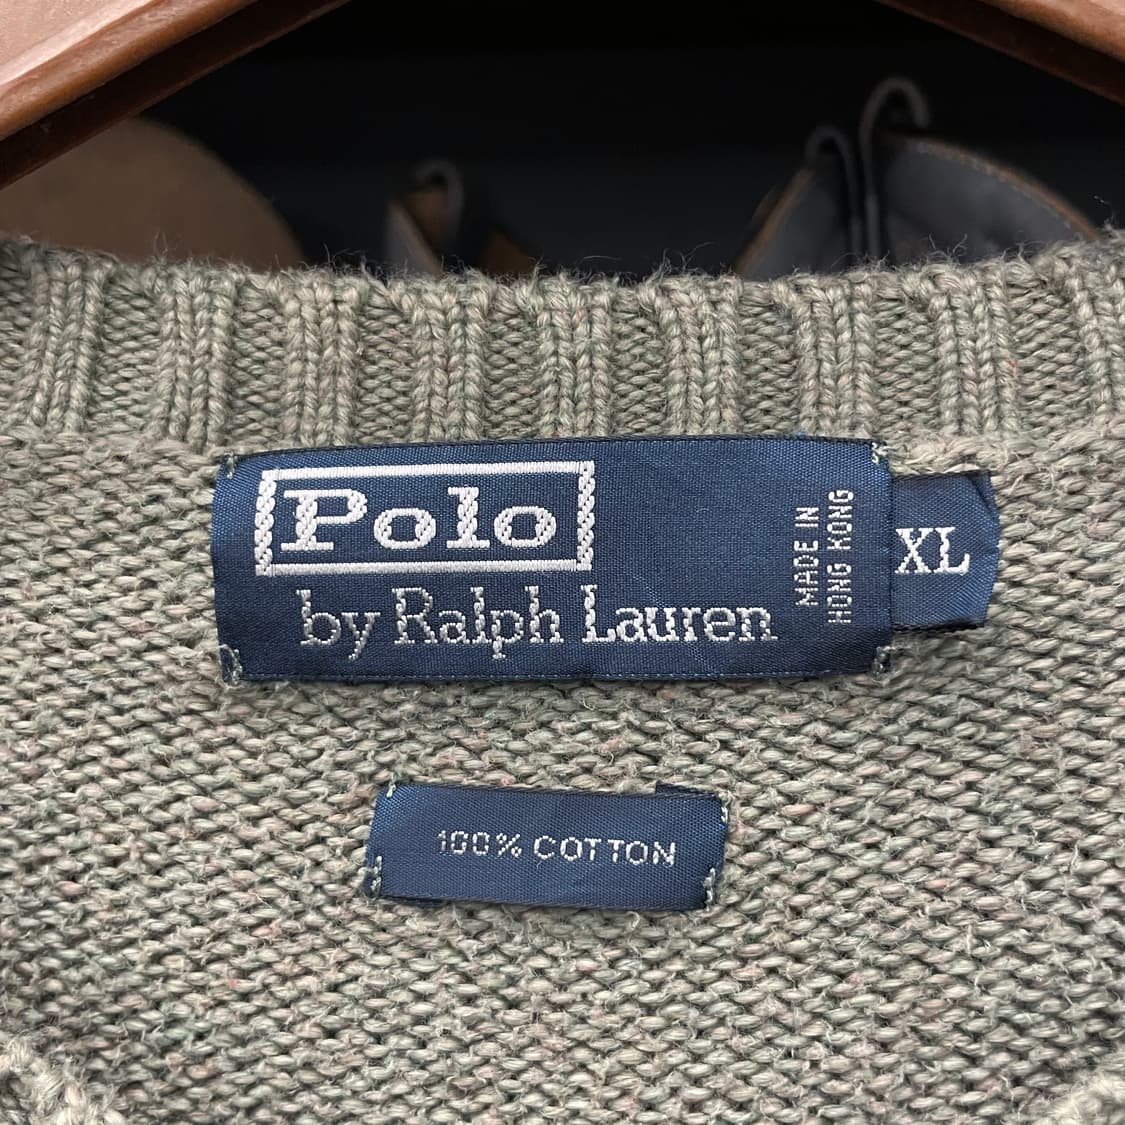 Polo
by Ralph Lauren
MADE IN
HONG KONG
XL
100% COTTON